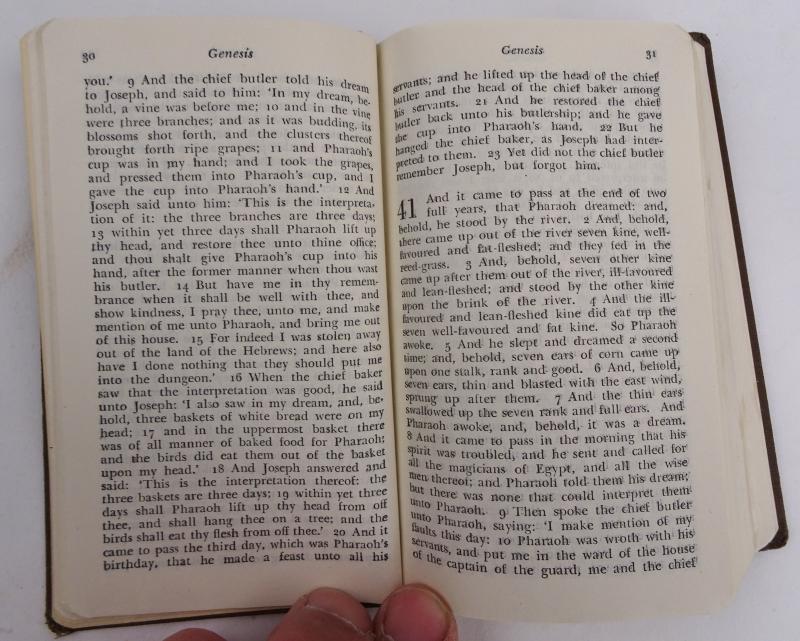 30
Genesis
you.’ 9 And the chief butler told his dream
to Joseph, and said to him: ‘In my dream, be-
hold, a vine was before me; 10 and in the vine
were three branches; and as it was budding, its
blossoms shot forth, and the clusters thereof
brought forth ripe grapes; 11 and Pharaoh’s
cup was in my hand; and I took the grapes,
and pressed them into Pharaoh’s cup, and I
gave the cup into Pharaoh’s hand.’ 12 And
Joseph said unto him: ‘This is the interpreta-
tion of it: the three branches are three days;
13 within yet three days shall Pharaoh lift up
thy head, and restore thee unto thine office;
and thou shalt give Pharaoh’s cup into his
hand, after the former manner when thou wast
his butler. 14 But have me in thy remem-
brance when it shall be well with thee, and
show kindness, I pray thee, unto me, and make
mention of me unto Pharaoh, and bring me out
of this house. 15 For indeed I was stolen away
out of the land of the Hebrews; and here also
have I done nothing that they should put me
into the dungeon.’ 16 When the chief baker
saw that the interpretation was good, he said
unto Joseph: ‘I also saw in my dream, and, be-
hold, three baskets of white bread were on my
head; 17 and in the uppermost basket there
was of all manner of baked food for Pharaoh;
and the birds did eat them out of the basket
upon my head.’ 18 And Joseph answered and
said: ‘This is the interpretation thereof: the
three baskets are three days; 19 within yet three
days shall Pharaoh lift up thy head from off
thee, and shall hang thee on a tree; and the
birds shall eat thy flesh from off thee.’ 20 And it
came to pass the third day, which was Pharaoh’s
birthday, that he made a feast unto all his
Genesis
31
servants; and he lifted up the head of the chief
butler and the head of the chief baker among
his servants. 21 And he restored the chief
butler back unto his butlership; and he gave
the cup into Pharaoh’s hand. 22 But he
hanged the chief baker, as Joseph had inter-
preted to them. 23 Yet did not the chief butler
remember Joseph, but forgot him.
41 And it came to pass at the end of two
full years, that Pharaoh dreamed: and,
behold, he stood by the river. 2 And, behold,
there came up out of the river seven kine, well-
favoured and fat-fleshed; and they fed in the
reed-grass. 3 And, behold, seven other kine
came up after them out of the river, ill-favoured
and lean-fleshed; and stood by the other kine
upon the brink of the river. 4 And the ill-
favoured and lean-fleshed kine did eat up the
seven well-favoured and fat kine. So Pharaoh
awoke. 5 And he slept and dreamed a second
time; and, behold, seven ears of corn came up
upon one stalk, rank and good. 6 And, behold,
seven ears, thin and blasted with the east wind,
sprung up after them. 7 And the thin ears
swallowed up the seven rank and full ears. And
Pharaoh awoke, and, behold, it was a dream.
8 And it came to pass in the morning that his
spirit was troubled; and he sent and called for
all the magicians of Egypt, and all the wise
men thereof; and Pharaoh told them his dream;
but there was none that could interpret them
unto Pharaoh. 9 Then spoke the chief butler
unto Pharaoh, saying: ‘I make mention of my
faults this day: 10 Pharaoh was wroth with his
servants, and put me in the ward of the house
of the captain of the guard, me and the chief